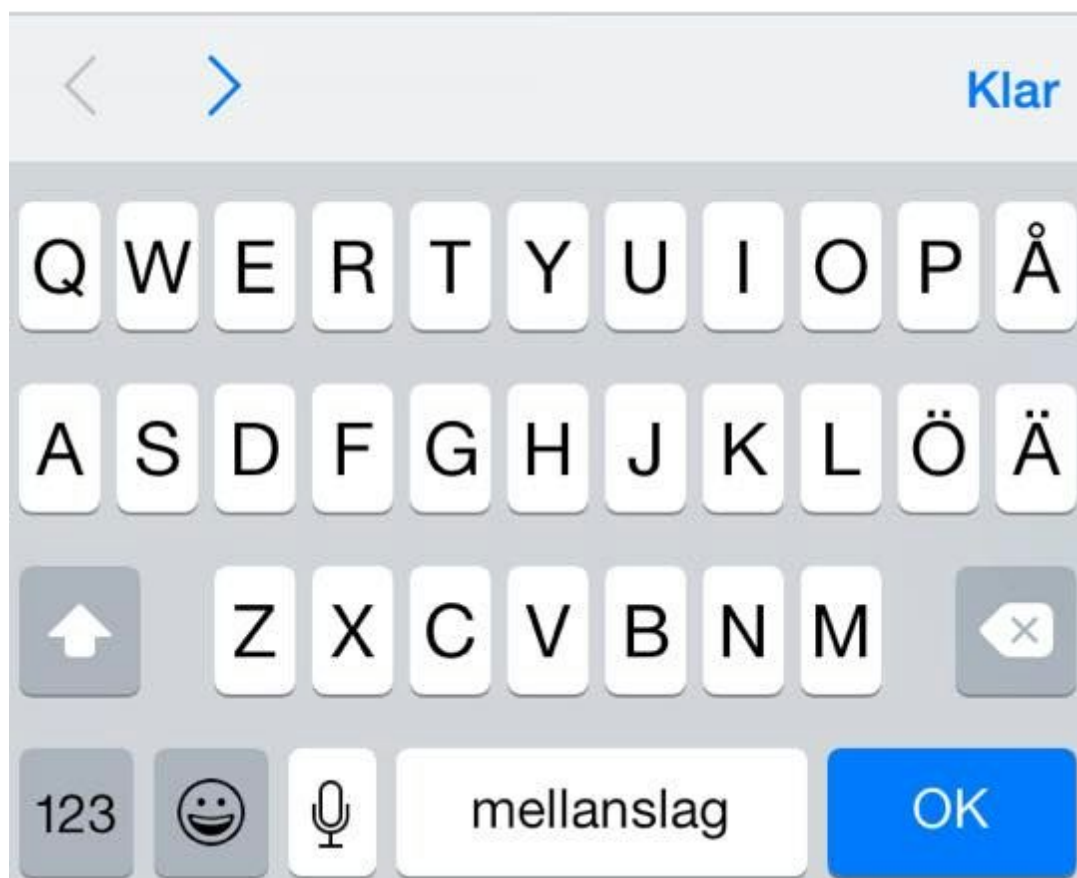 Klar
Q W E R T Y U I O P Å
A S D F G H J K L Ö Ä
Z X C V B N M
123 mellanslag OK